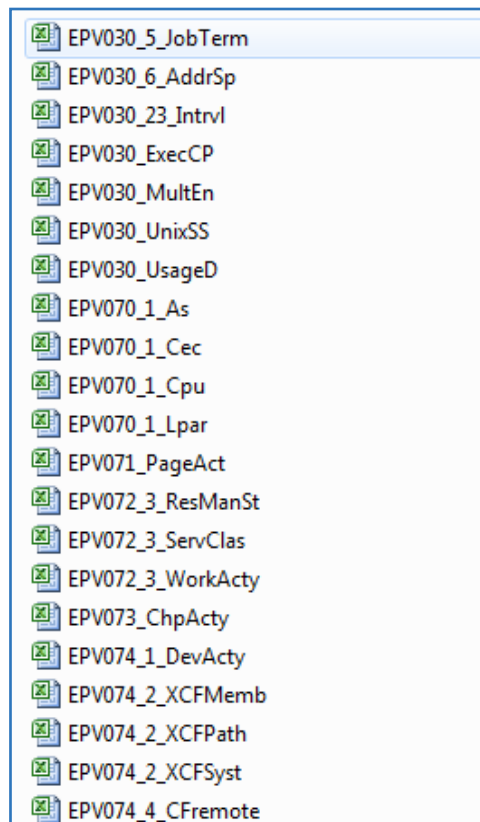 EPV030_5_JobTerm
EPV030_6_AddrSp
EPV030_23_Intrvl
EPV030_ExecCP
EPV030_MultEn
EPV030_UnixSS
EPV030_UsageD
EPV070_1_As
EPV070_1_Cec
EPV070_1_Cpu
EPV070_1_Lpar
EPV071_PageAct
EPV072_3_ResManSt
EPV072_3_ServClas
EPV072_3_WorkActy
EPV073_ChpActy
EPV074_1_DevActy
EPV074_2_XCFMemb
EPV074_2_XCFPath
EPV074_2_XCFSyst
EPV074_4_CFremote